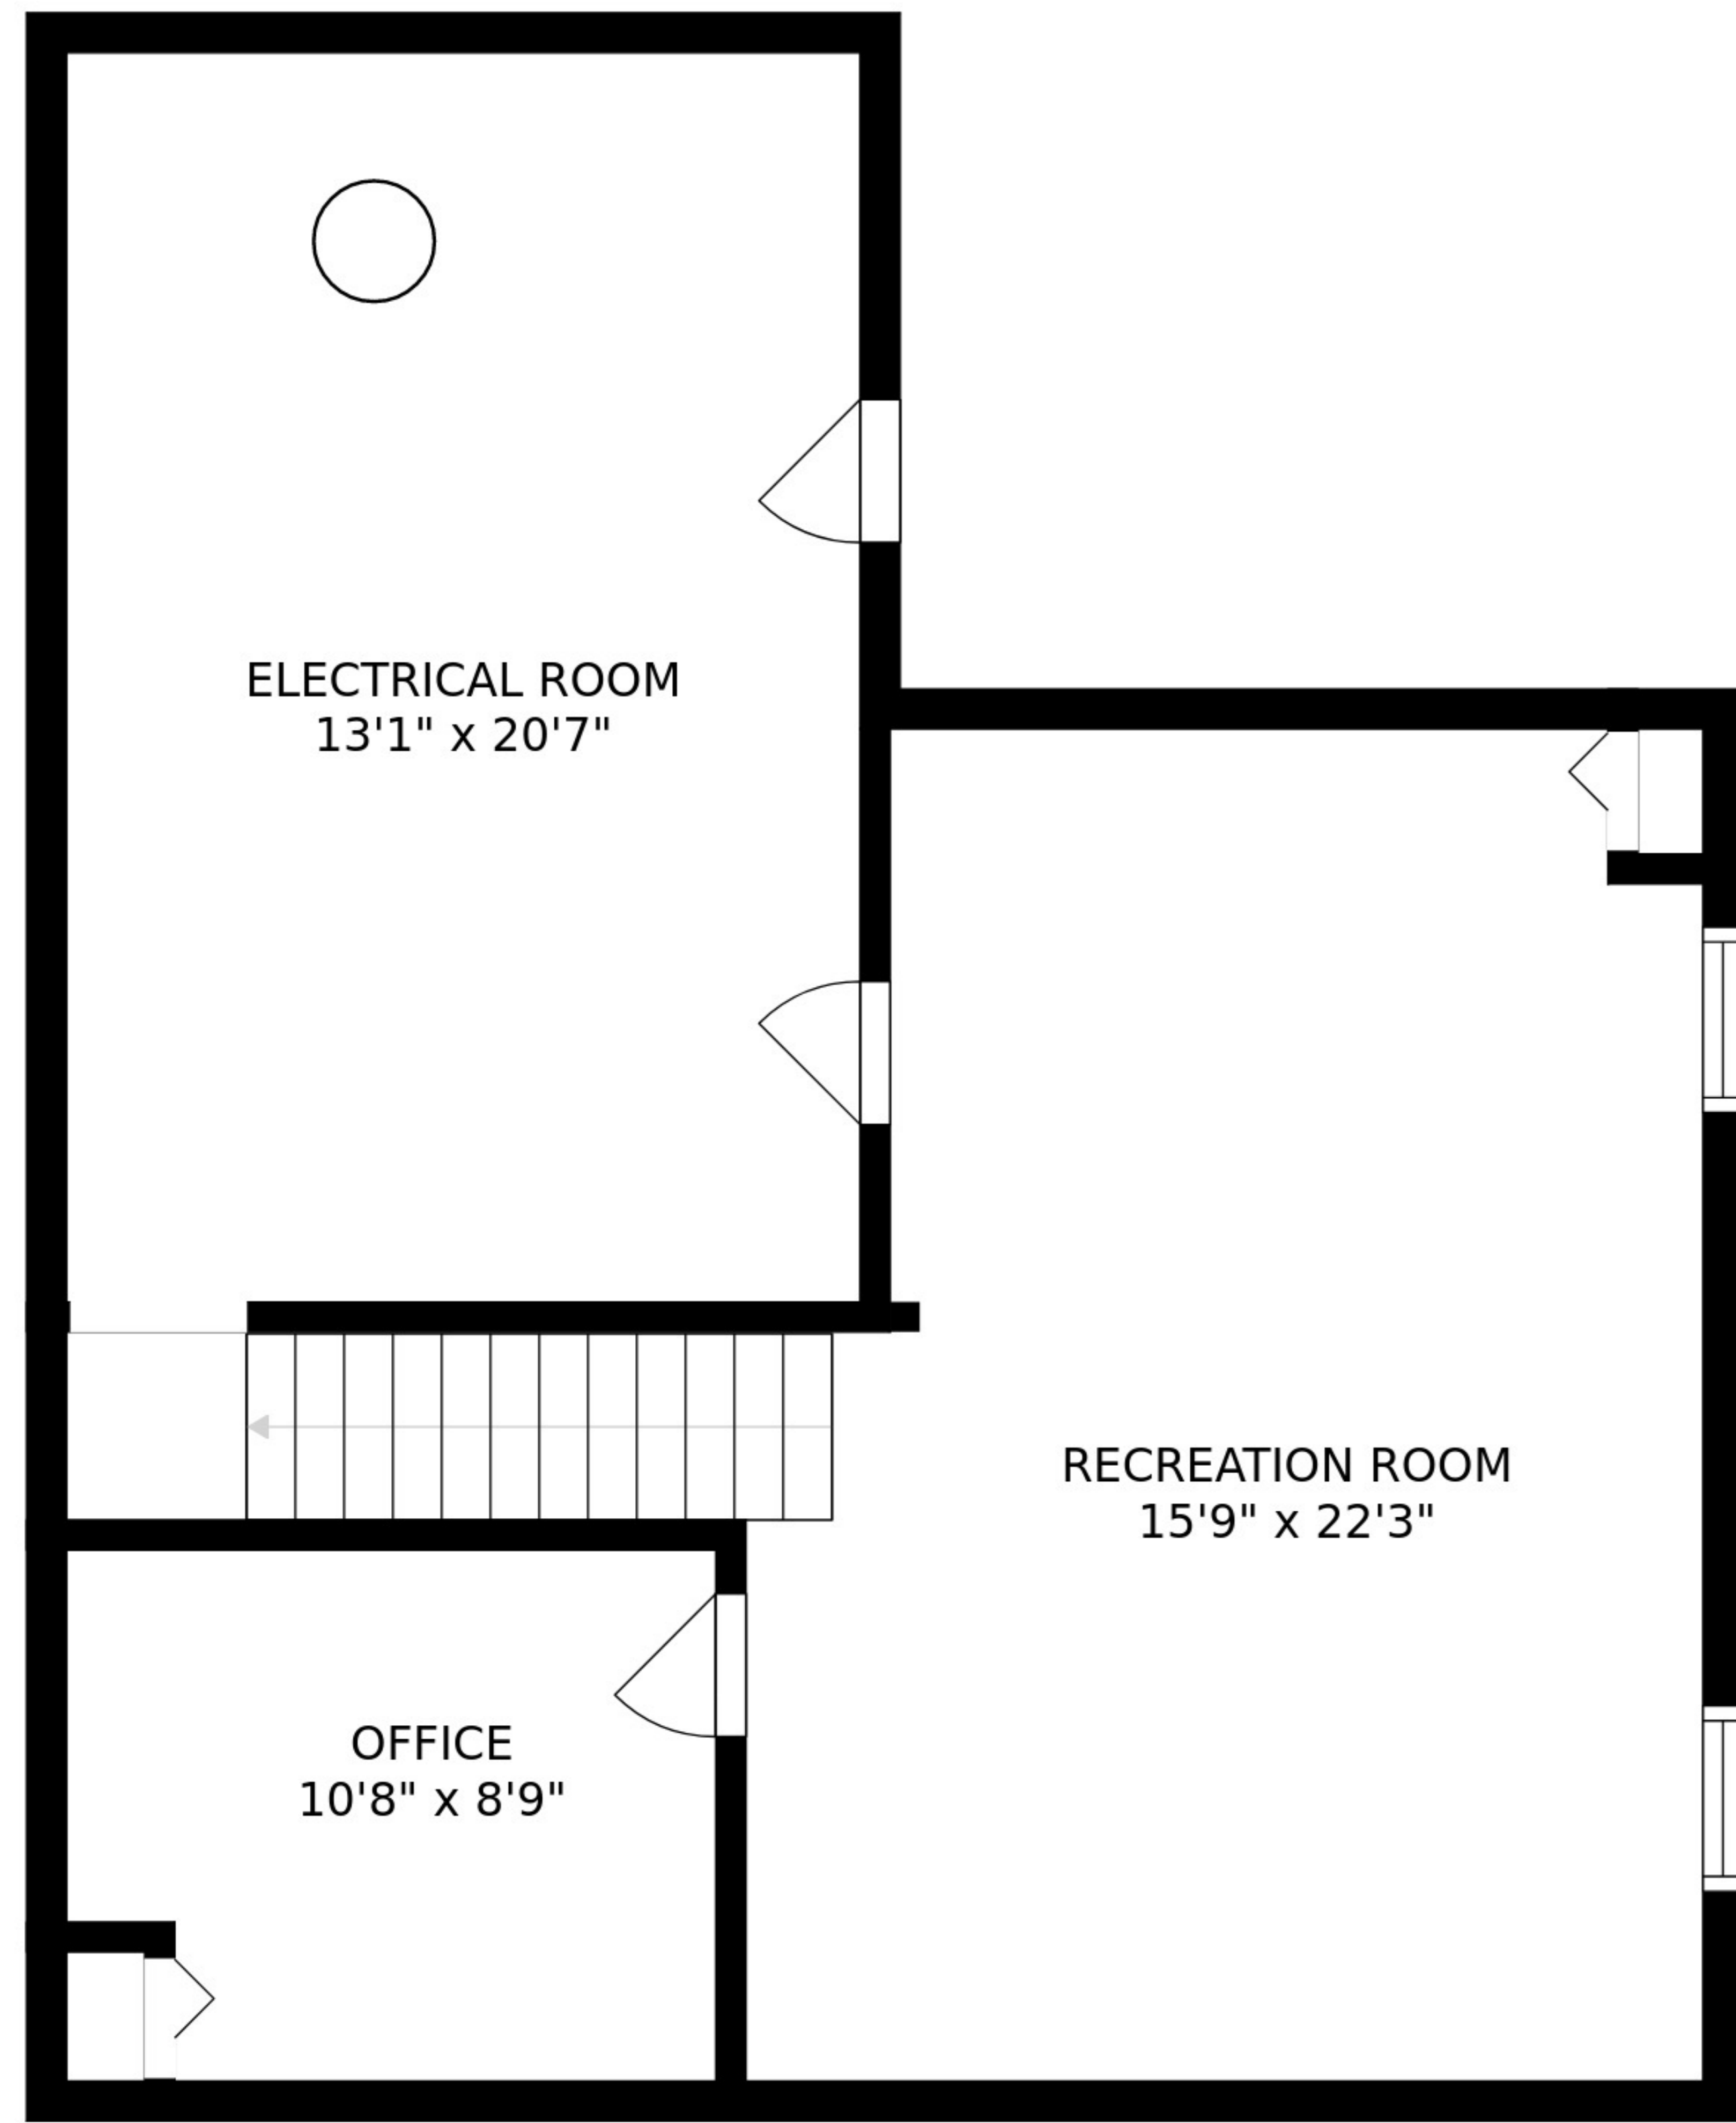 ELECTRICAL ROOM
13'1" x 20'7"
RECREATION ROOM
15'9" x 22'3"
OFFICE
10'8" x 8'9"